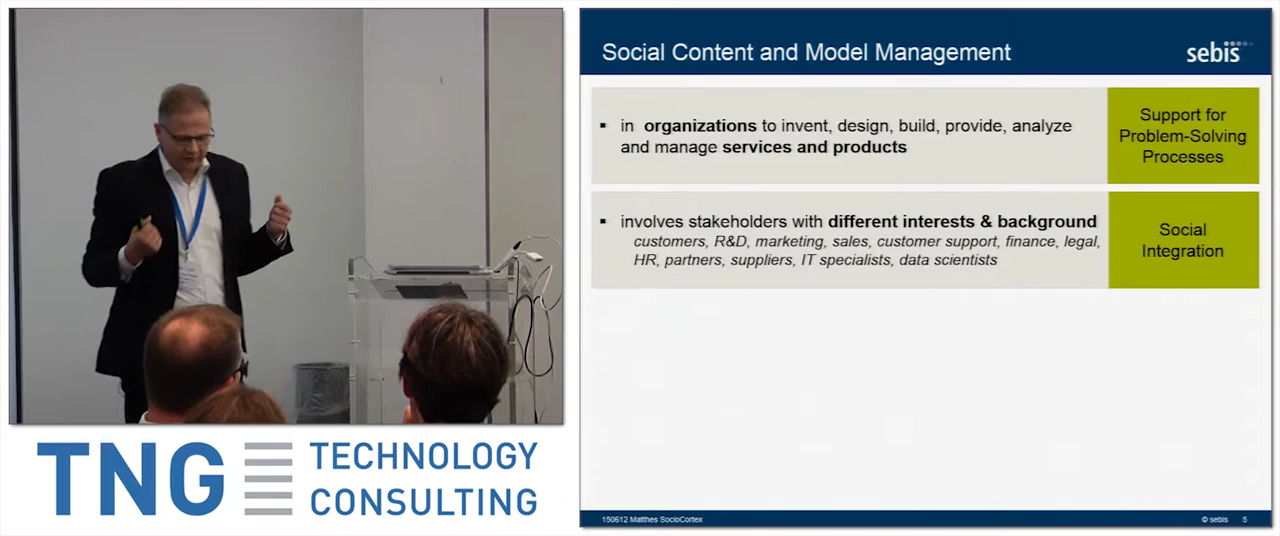 TNG TECHNOLOGY
CONSULTING
Social Content and Model Management
sebis
▪ in organizations to invent, design, build, provide, analyze
and manage services and products
Support for
Problem-Solving
Processes
▪ involves stakeholders with different interests & background
customers, R&D, marketing, sales, customer support, finance, legal,
HR, partners, suppliers, IT specialists, data scientists
Social
Integration
150612 Matthes SocioCortex
© sebis 5